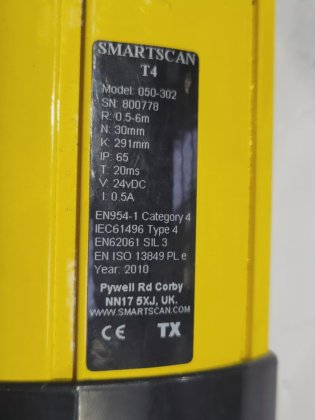 SMARTSCAN
T4
Model: 050-302
SN: 800778
R: 0.5-6m
N: 30mm
K: 291mm
IP: 65
T: 20ms
V: 24vDC
I: 0.5A
EN954-1 Category 4
IEC61496 Type 4
EN62061 SIL 3
EN ISO 13849 PL e
Year: 2010
Pywell Rd Corby
NN17 5XJ, UK.
WWW.SMARTSCAN.COM
CE TX